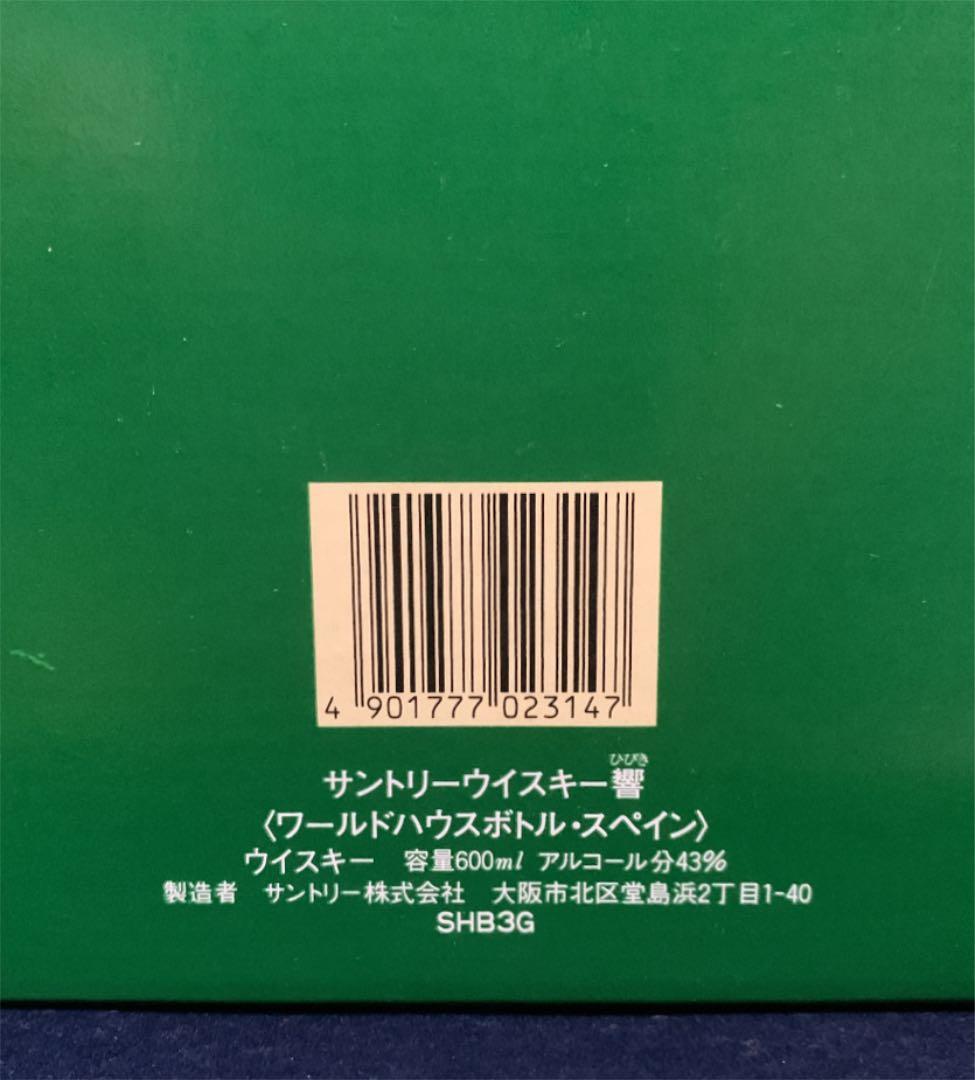 4 901777 023147
ひびき
サントリーウイスキー響
〈ワールドハウスボトル・スペイン〉
ウイスキー 容量600ml アルコール分43%
製造者 サントリー株式会社 大阪市北区堂島浜2丁目1-40
SHB3G